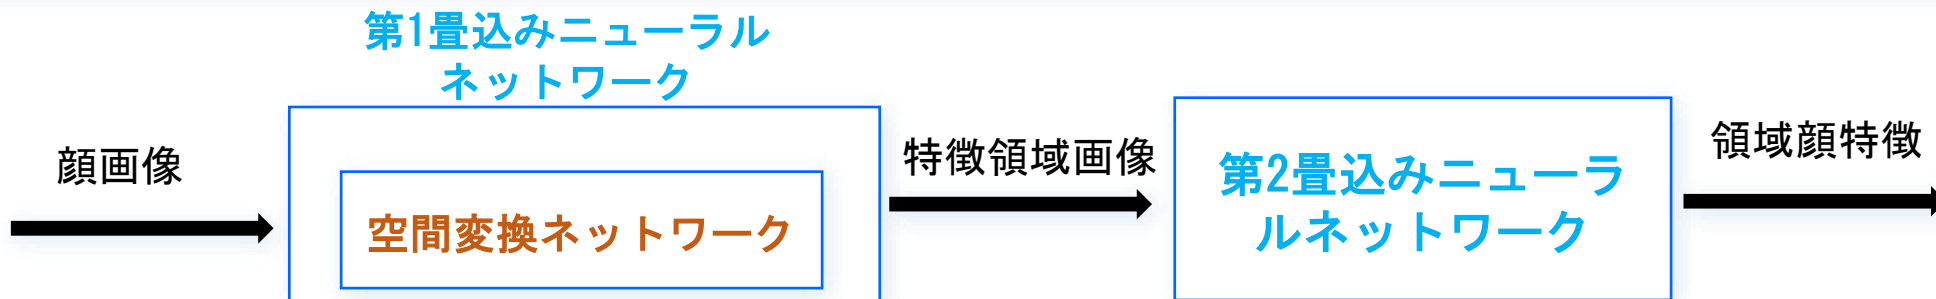 第1畳込みニューラル
ネットワーク
顔画像
空間変換ネットワーク
特徴領域画像
第2畳込みニューラ
ルネットワーク
領域顔特徴